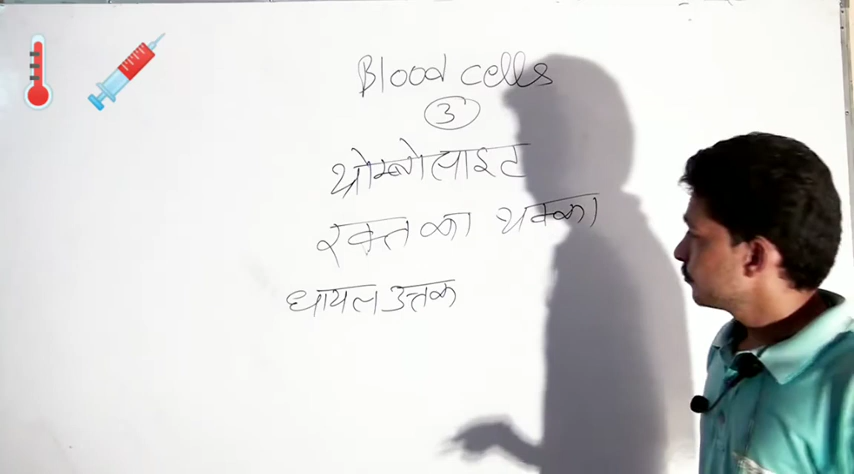 Blood cells
3
थ्रोम्बोसाइट
रक्त का थक्का
घायल उत्तक